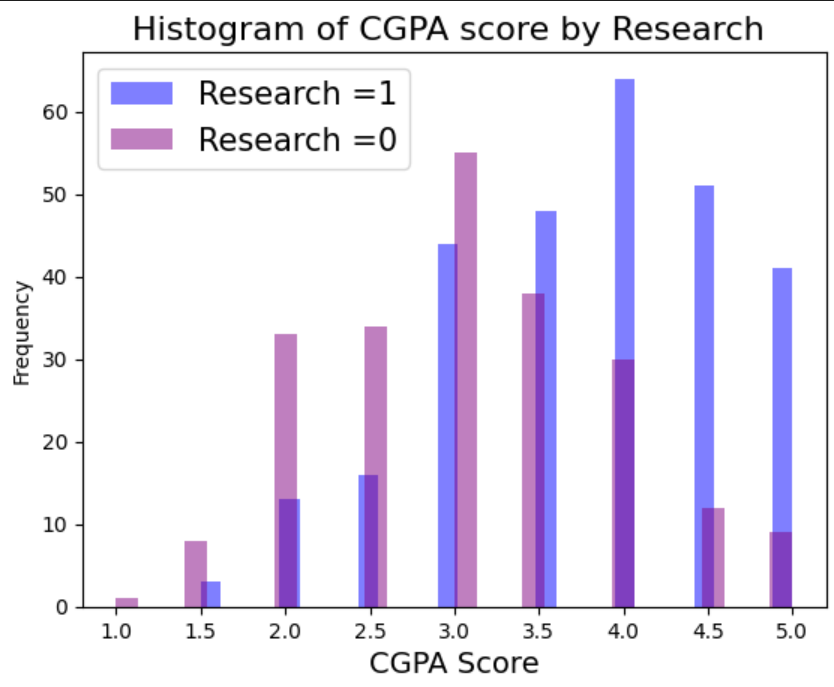 Histogram of CGPA score by Research
Research =1
Research =0
Frequency
60
50
40
30
20
10
0
1.0 1.5 2.0 2.5 3.0 3.5 4.0 4.5 5.0
CGPA Score